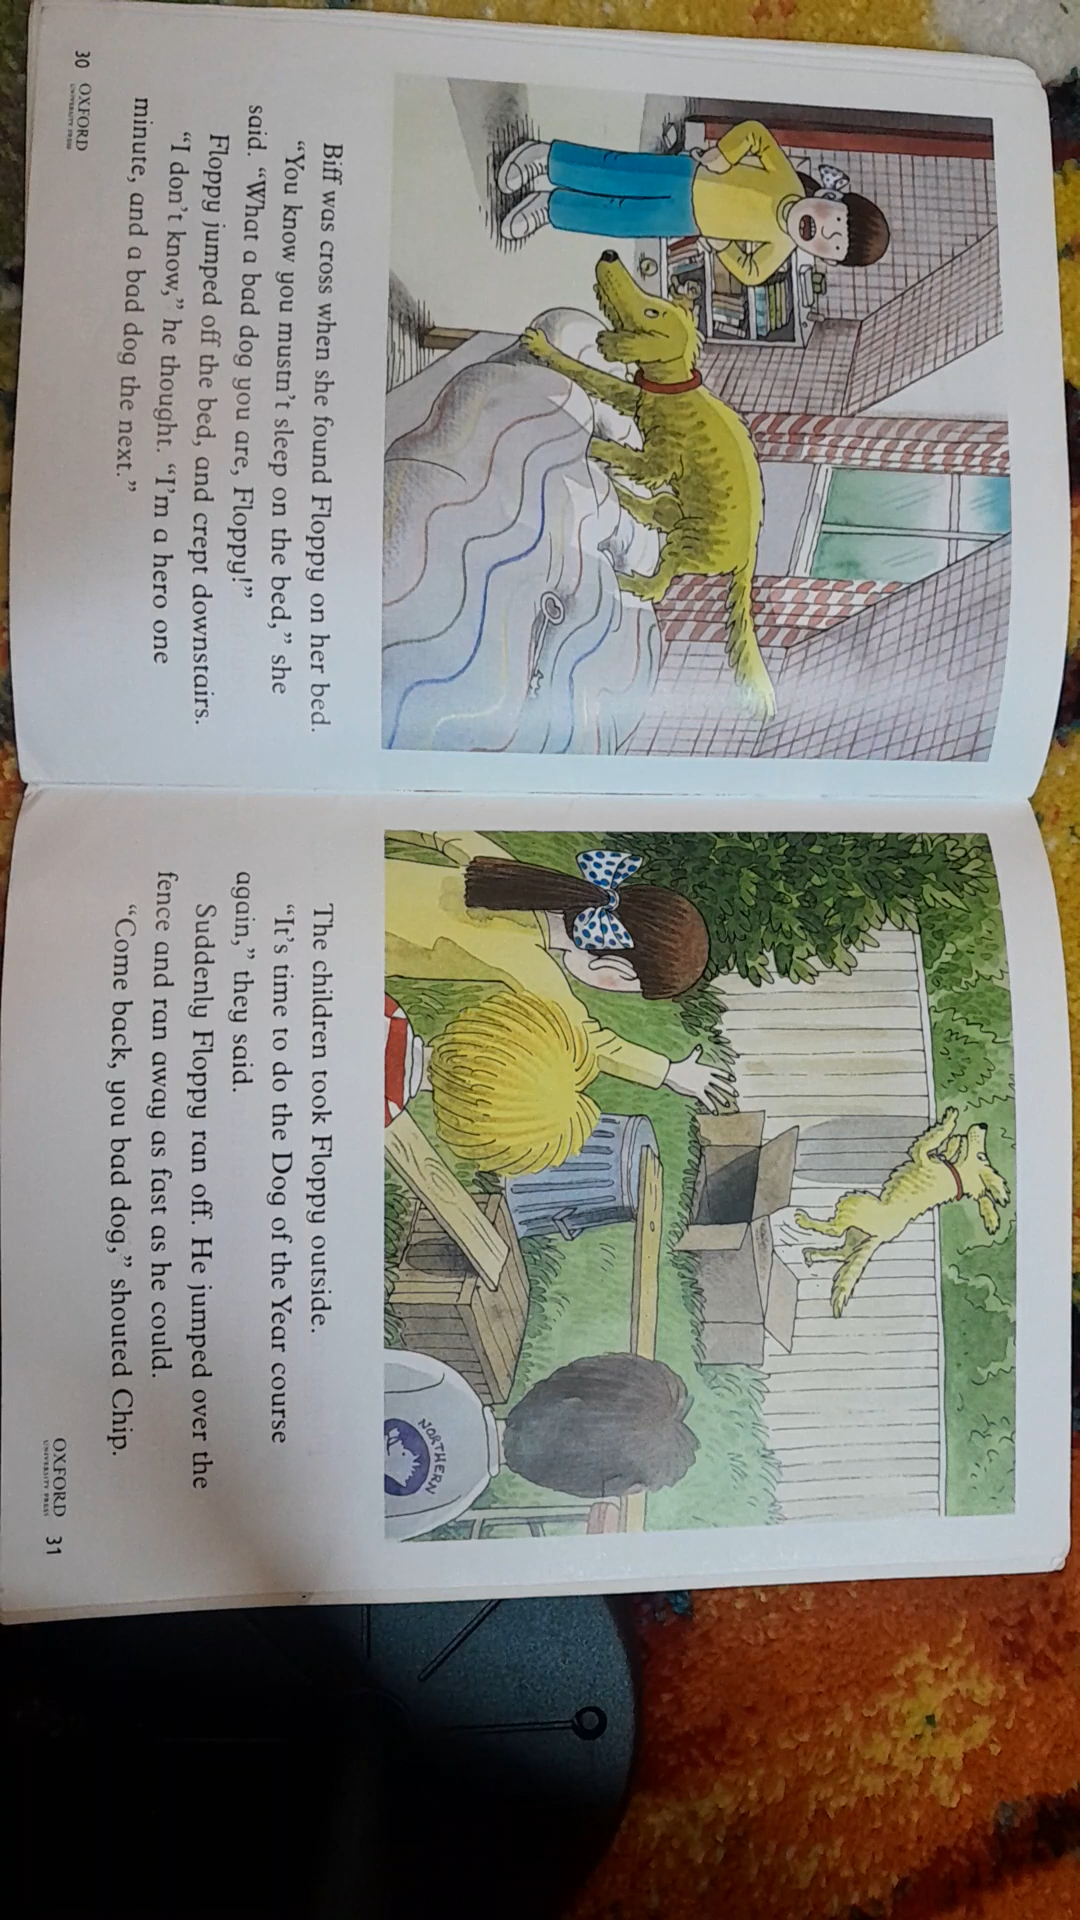 Biff was cross when she found Floppy on her bed.
“You know you mustn’t sleep on the bed,” she
said. “What a bad dog you are, Floppy!”
Floppy jumped off the bed, and crept downstairs.
“I don’t know,” he thought. “I’m a hero one
minute, and a bad dog the next.”
30 OXFORD
UNIVERSITY PRESS
NORTHERN
The children took Floppy outside.
“It’s time to do the Dog of the Year course
again,” they said.
Suddenly Floppy ran off. He jumped over the
fence and ran away as fast as he could.
“Come back, you bad dog,” shouted Chip.
OXFORD 31
UNIVERSITY PRESS